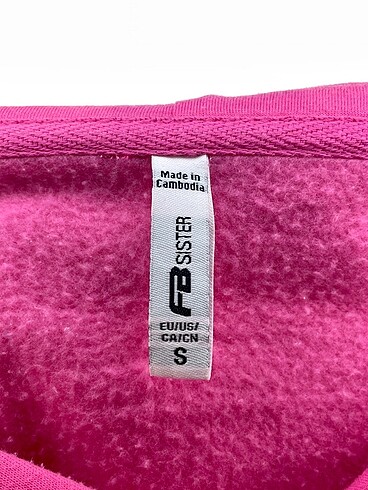 Made in
Cambodia
FB SISTER
EU/US/
CA/CN
S